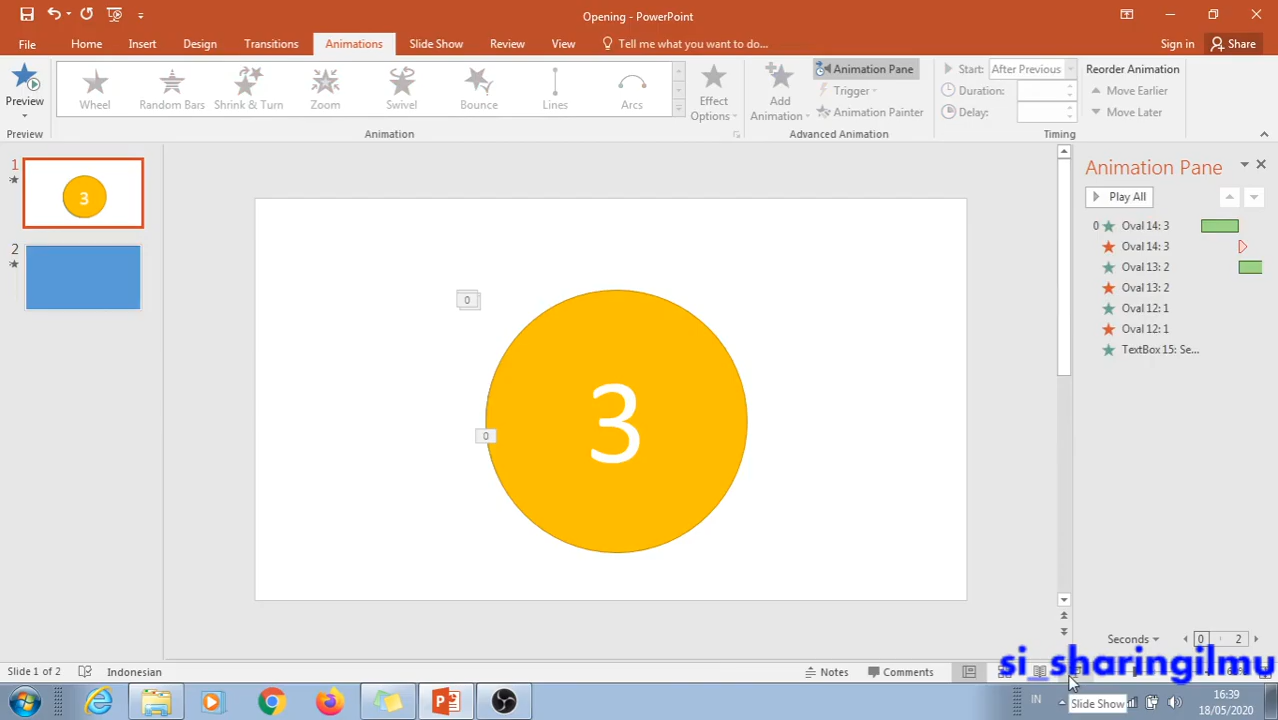 Opening - PowerPoint
File Home Insert Design Transitions Animations Slide Show Review View Tell me what you want to do... Sign in Share
Preview
Wheel Random Bars Shrink & Turn Zoom Swivel Bounce Lines Arcs
Effect Options
Add Animation
Animation Pane
Trigger
Animation Painter
Start: After Previous
Duration:
Delay:
Reorder Animation
Move Earlier
Move Later
Preview Animation Advanced Animation Timing
1
3
2
0
0
3
Animation Pane
Play All
0 Oval 14: 3
Oval 14: 3
Oval 13: 2
Oval 13: 2
Oval 12: 1
Oval 12: 1
TextBox 15: Se...
Seconds 0 2
si_sharingilmu
Slide 1 of 2 Indonesian Notes Comments
IN
Slide Show
16:39
18/05/2020